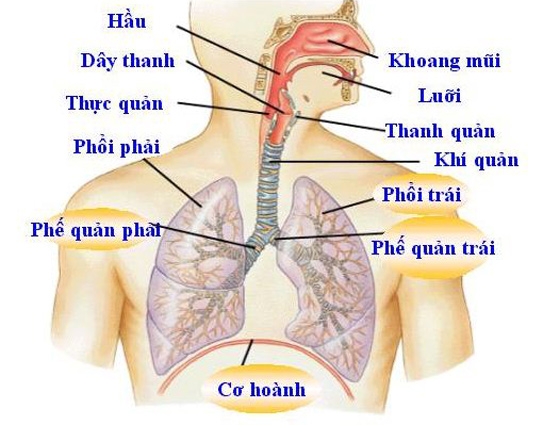 Hầu
Dây thanh
Khoang mũi
Lưỡi
Thực quản
Thanh quản
Phổi phải
Khí quản
Phổi trái
Phế quản phải
Phế quản trái
Cơ hoành